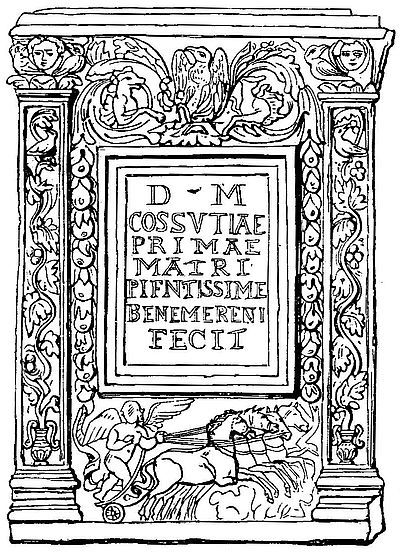 D - M
COSSVTIAE
PRIMAE
MATRI
PIENTISSIME
BENEMERENI
FECIT